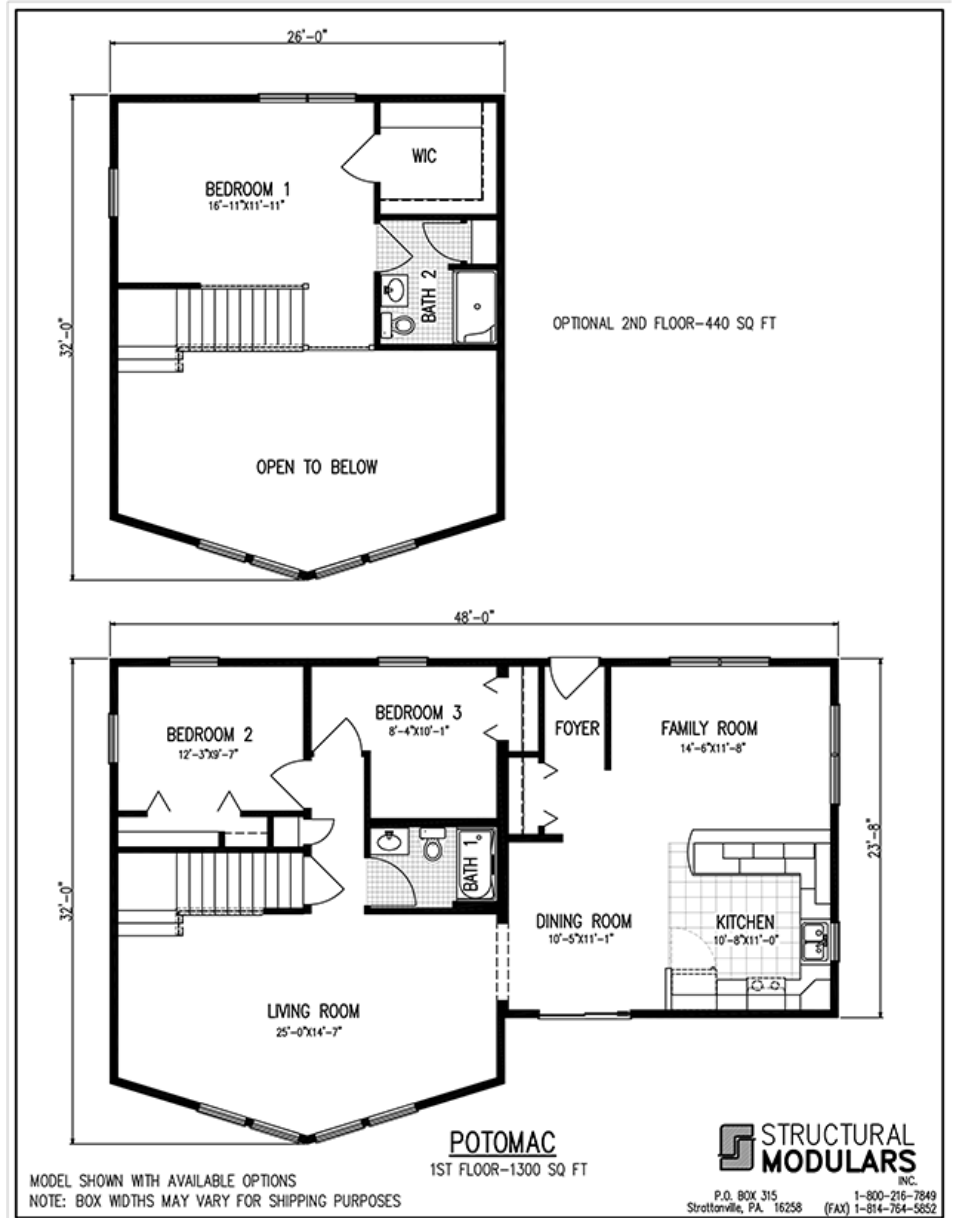 26'-0"
WIC
BEDROOM 1
16'-11"X11'-11"
BATH 2
32'-0"
OPTIONAL 2ND FLOOR-440 SQ FT
OPEN TO BELOW
48'-0"
BEDROOM 2
12'-3"X9'-7"
BEDROOM 3
8'-4"X10'-1"
FOYER
FAMILY ROOM
14'-6"X11'-8"
23'-8"
BATH 1
32'-0"
DINING ROOM
10'-5"X11'-1"
KITCHEN
10'-8"X11'-0"
LIVING ROOM
25'-0"X14'-7"
POTOMAC
1ST FLOOR-1300 SQ FT
MODEL SHOWN WITH AVAILABLE OPTIONS
NOTE: BOX WIDTHS MAY VARY FOR SHIPPING PURPOSES
STRUCTURAL
MODULARS
INC.
P.O. BOX 315
Strattanville, PA. 16258
1-800-216-7849
(FAX) 1-814-764-5852